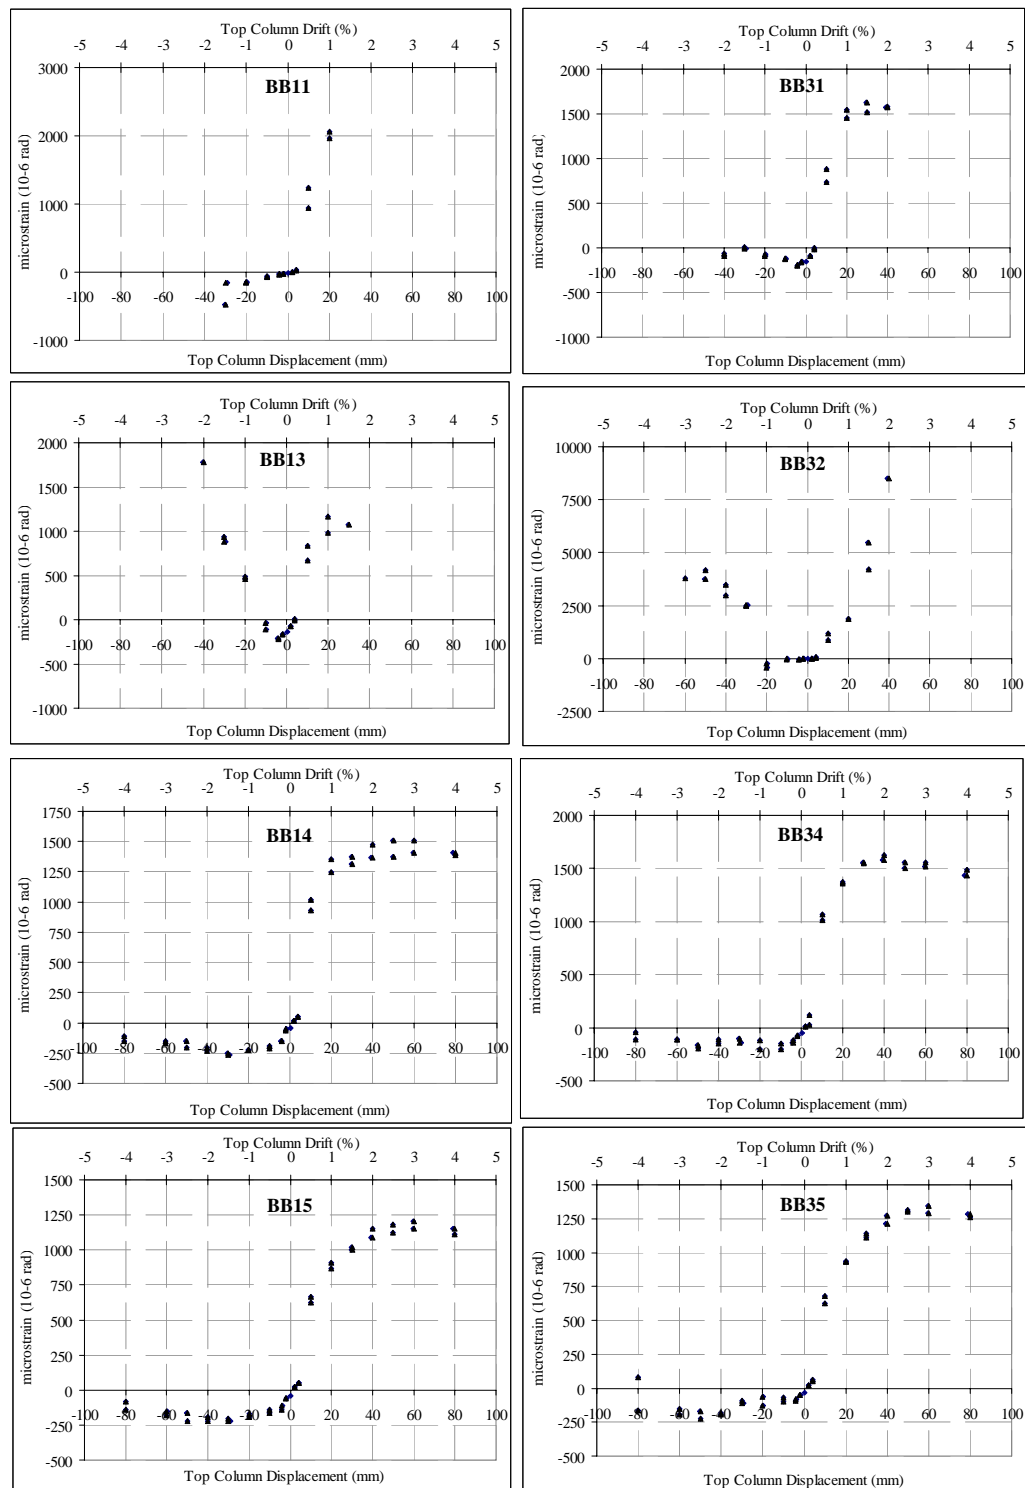 Top Column Drift (%)
-5 -4 -3 -2 -1 0 1 2 3 4 5
3000
BB11
2000
1000
0
-1000
-100 -80 -60 -40 -20 0 20 40 60 80 100
microstrain (10-6 rad)
Top Column Displacement (mm)
Top Column Drift (%)
-5 -4 -3 -2 -1 0 1 2 3 4 5
2000
BB31
1500
1000
500
0
-500
-1000
-100 -80 -60 -40 -20 0 20 40 60 80 100
microstrain (10-6 rad)
Top Column Displacement (mm)
Top Column Drift (%)
-5 -4 -3 -2 -1 0 1 2 3 4 5
2000
BB13
1500
1000
500
0
-500
-1000
-100 -80 -60 -40 -20 0 20 40 60 80 100
microstrain (10-6 rad)
Top Column Displacement (mm)
Top Column Drift (%)
-5 -4 -3 -2 -1 0 1 2 3 4 5
10000
BB32
7500
5000
2500
0
-2500
-100 -80 -60 -40 -20 0 20 40 60 80 100
microstrain (10-6 rad)
Top Column Displacement (mm)
Top Column Drift (%)
-5 -4 -3 -2 -1 0 1 2 3 4 5
1750
BB14
1500
1250
1000
750
500
250
0
-250
-500
-100 -80 -60 -40 -20 0 20 40 60 80 100
microstrain (10-6 rad)
Top Column Displacement (mm)
Top Column Drift (%)
-5 -4 -3 -2 -1 0 1 2 3 4 5
2000
BB34
1500
1000
500
0
-500
-100 -80 -60 -40 -20 0 20 40 60 80 100
microstrain (10-6 rad)
Top Column Displacement (mm)
Top Column Drift (%)
-5 -4 -3 -2 -1 0 1 2 3 4 5
1500
BB15
1250
1000
750
500
250
0
-250
-500
-100 -80 -60 -40 -20 0 20 40 60 80 100
microstrain (10-6 rad)
Top Column Displacement (mm)
Top Column Drift (%)
-5 -4 -3 -2 -1 0 1 2 3 4 5
1500
BB35
1250
1000
750
500
250
0
-250
-500
-100 -80 -60 -40 -20 0 20 40 60 80 100
microstrain (10-6 rad)
Top Column Displacement (mm)